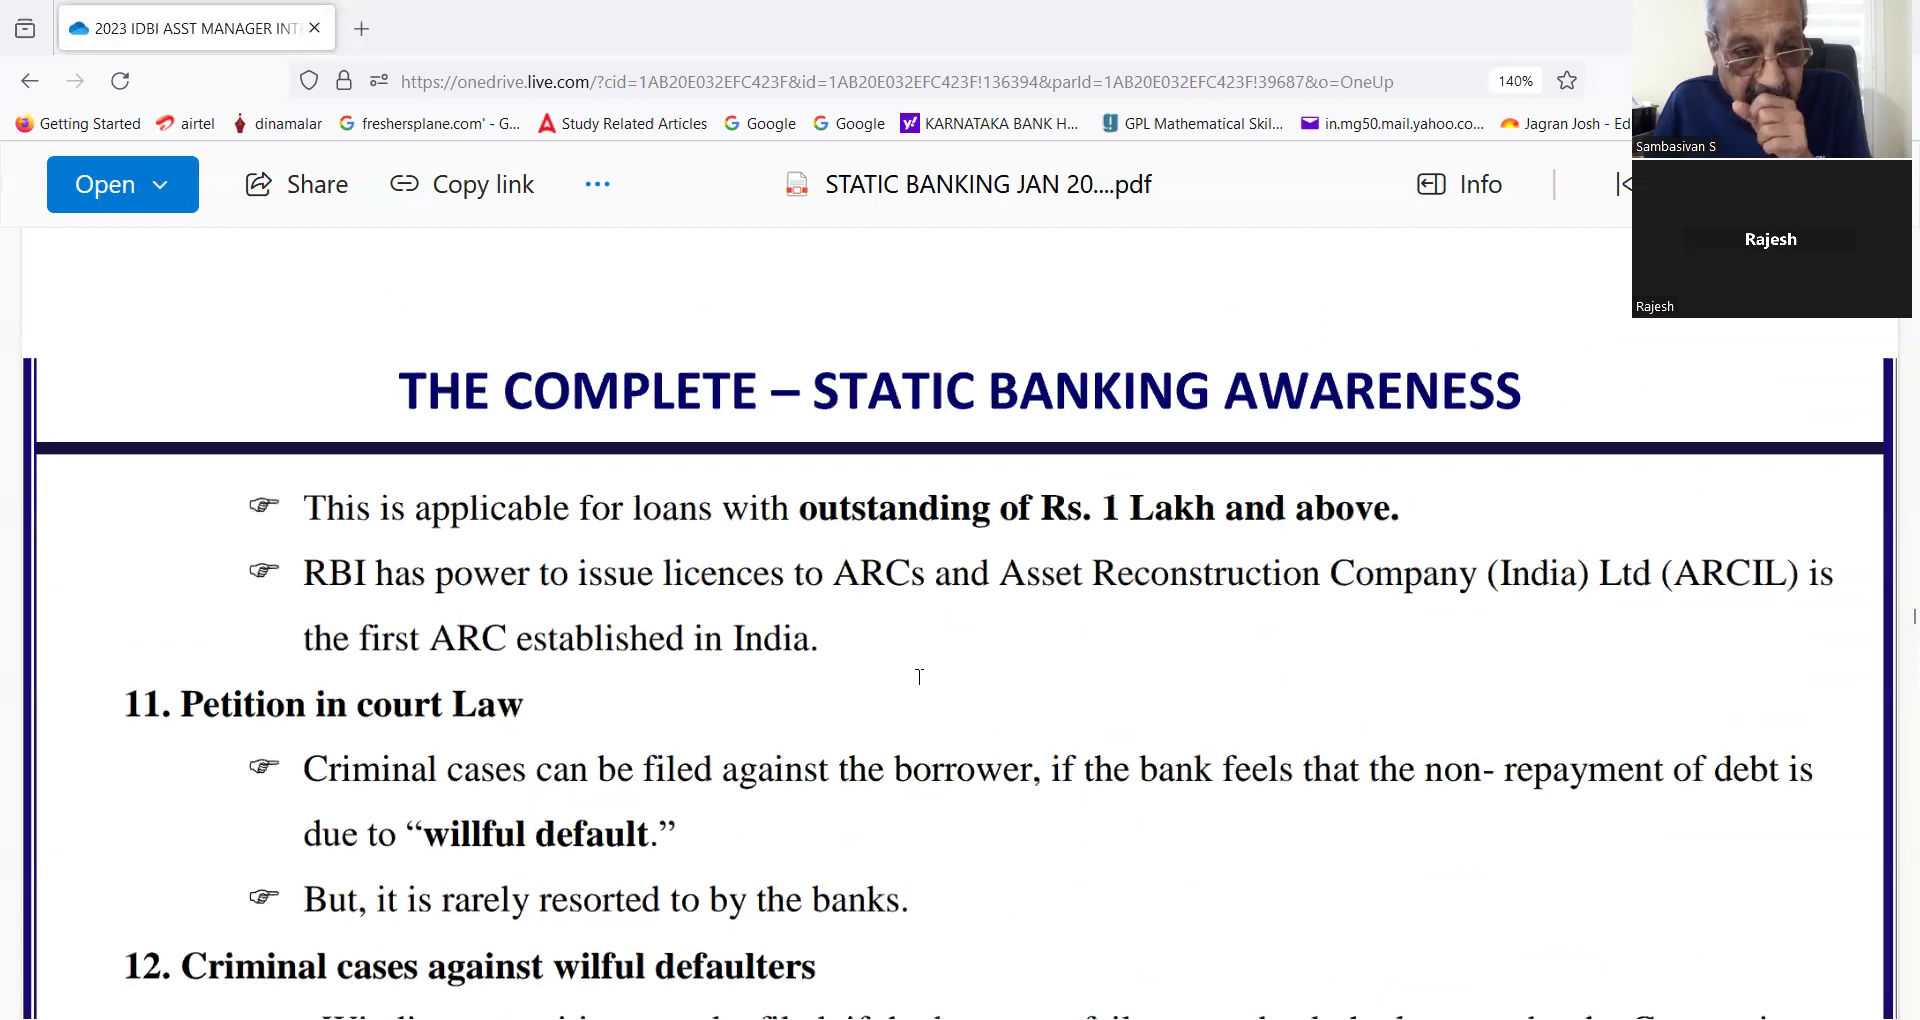 2023 IDBI ASST MANAGER INT
https://onedrive.live.com/?cid=1AB20E032EFC423F&id=1AB20E032EFC423F!136394&parId=1AB20E032EFC423F!39687&o=OneUp
140%
Getting Started
airtel
dinamalar
freshersplane.com' - G...
Study Related Articles
Google
Google
KARNATAKA BANK H...
GPL Mathematical Skil...
in.mg50.mail.yahoo.co...
Jagran Josh - Ed
Sambasivan S
Open
Share
Copy link
STATIC BANKING JAN 20....pdf
Info
Rajesh
Rajesh
THE COMPLETE – STATIC BANKING AWARENESS
This is applicable for loans with outstanding of Rs. 1 Lakh and above.
RBI has power to issue licences to ARCs and Asset Reconstruction Company (India) Ltd (ARCIL) is
the first ARC established in India.
11. Petition in court Law
Criminal cases can be filed against the borrower, if the bank feels that the non- repayment of debt is
due to “willful default.”
But, it is rarely resorted to by the banks.
12. Criminal cases against wilful defaulters